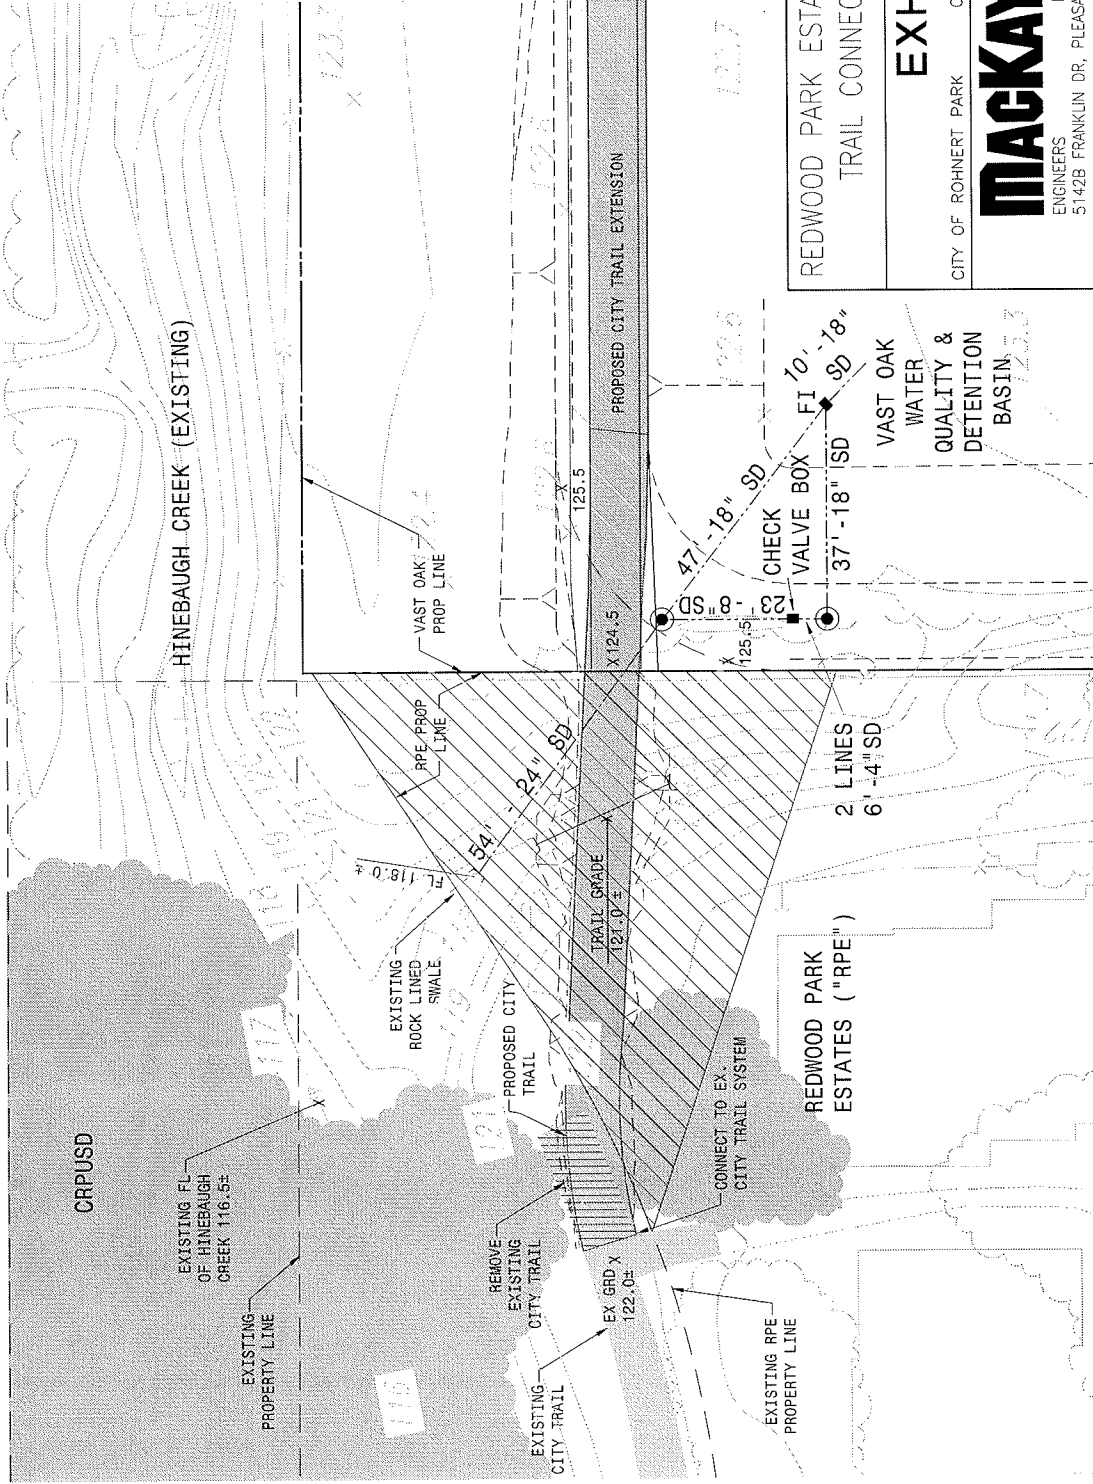 CRPUSD
EXISTING FL
OF HINEBAUGH
CREEK 116.5±
EXISTING
PROPERTY LINE
HINEBAUGH CREEK (EXISTING)
VAST OAK
PROP LINE
RPE PROP
LINE
FL 118.0 ±
54' - 24" SD
EXISTING
ROCK LINED
SWALE
PROPOSED CITY
TRAIL
REMOVE
EXISTING
CITY TRAIL
EX GRD X
122.0±
EXISTING
CITY TRAIL
EXISTING RPE
PROPERTY LINE
CONNECT TO EX.
CITY TRAIL SYSTEM
TRAIL GRADE
121.0 ±
X124.5
125.5
125.5
PROPOSED CITY TRAIL EXTENSION
47' -18" SD
23' - 8" SD
CHECK
VALVE BOX
FI
10' -18"
SD
37' -18" SD
2 LINES
6' -4" SD
VAST OAK
WATER
QUALITY &
DETENTION
BASIN
REDWOOD PARK
ESTATES ("RPE")
117
121
119
123.3
REDWOOD PARK ESTA
TRAIL CONNEC
EXH
CITY OF ROHNERT PARK
MACKAY
ENGINEERS
5142B FRANKLIN DR, PLEASA